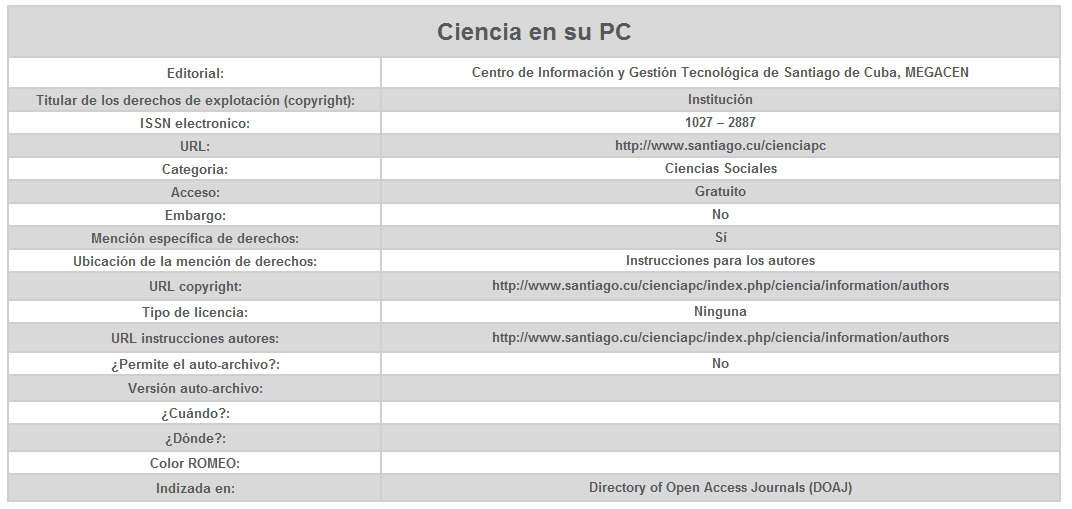 Ciencia en su PC
Editorial: Centro de Información y Gestión Tecnológica de Santiago de Cuba, MEGACEN
Titular de los derechos de explotación (copyright): Institución
ISSN electronico: 1027 – 2887
URL: http://www.santiago.cu/cienciapc
Categoria: Ciencias Sociales
Acceso: Gratuito
Embargo: No
Mención específica de derechos: Sí
Ubicación de la mención de derechos: Instrucciones para los autores
URL copyright: http://www.santiago.cu/cienciapc/index.php/ciencia/information/authors
Tipo de licencia: Ninguna
URL instrucciones autores: http://www.santiago.cu/cienciapc/index.php/ciencia/information/authors
¿Permite el auto-archivo?: No
Versión auto-archivo:
¿Cuándo?:
¿Dónde?:
Color ROMEO:
Indizada en: Directory of Open Access Journals (DOAJ)